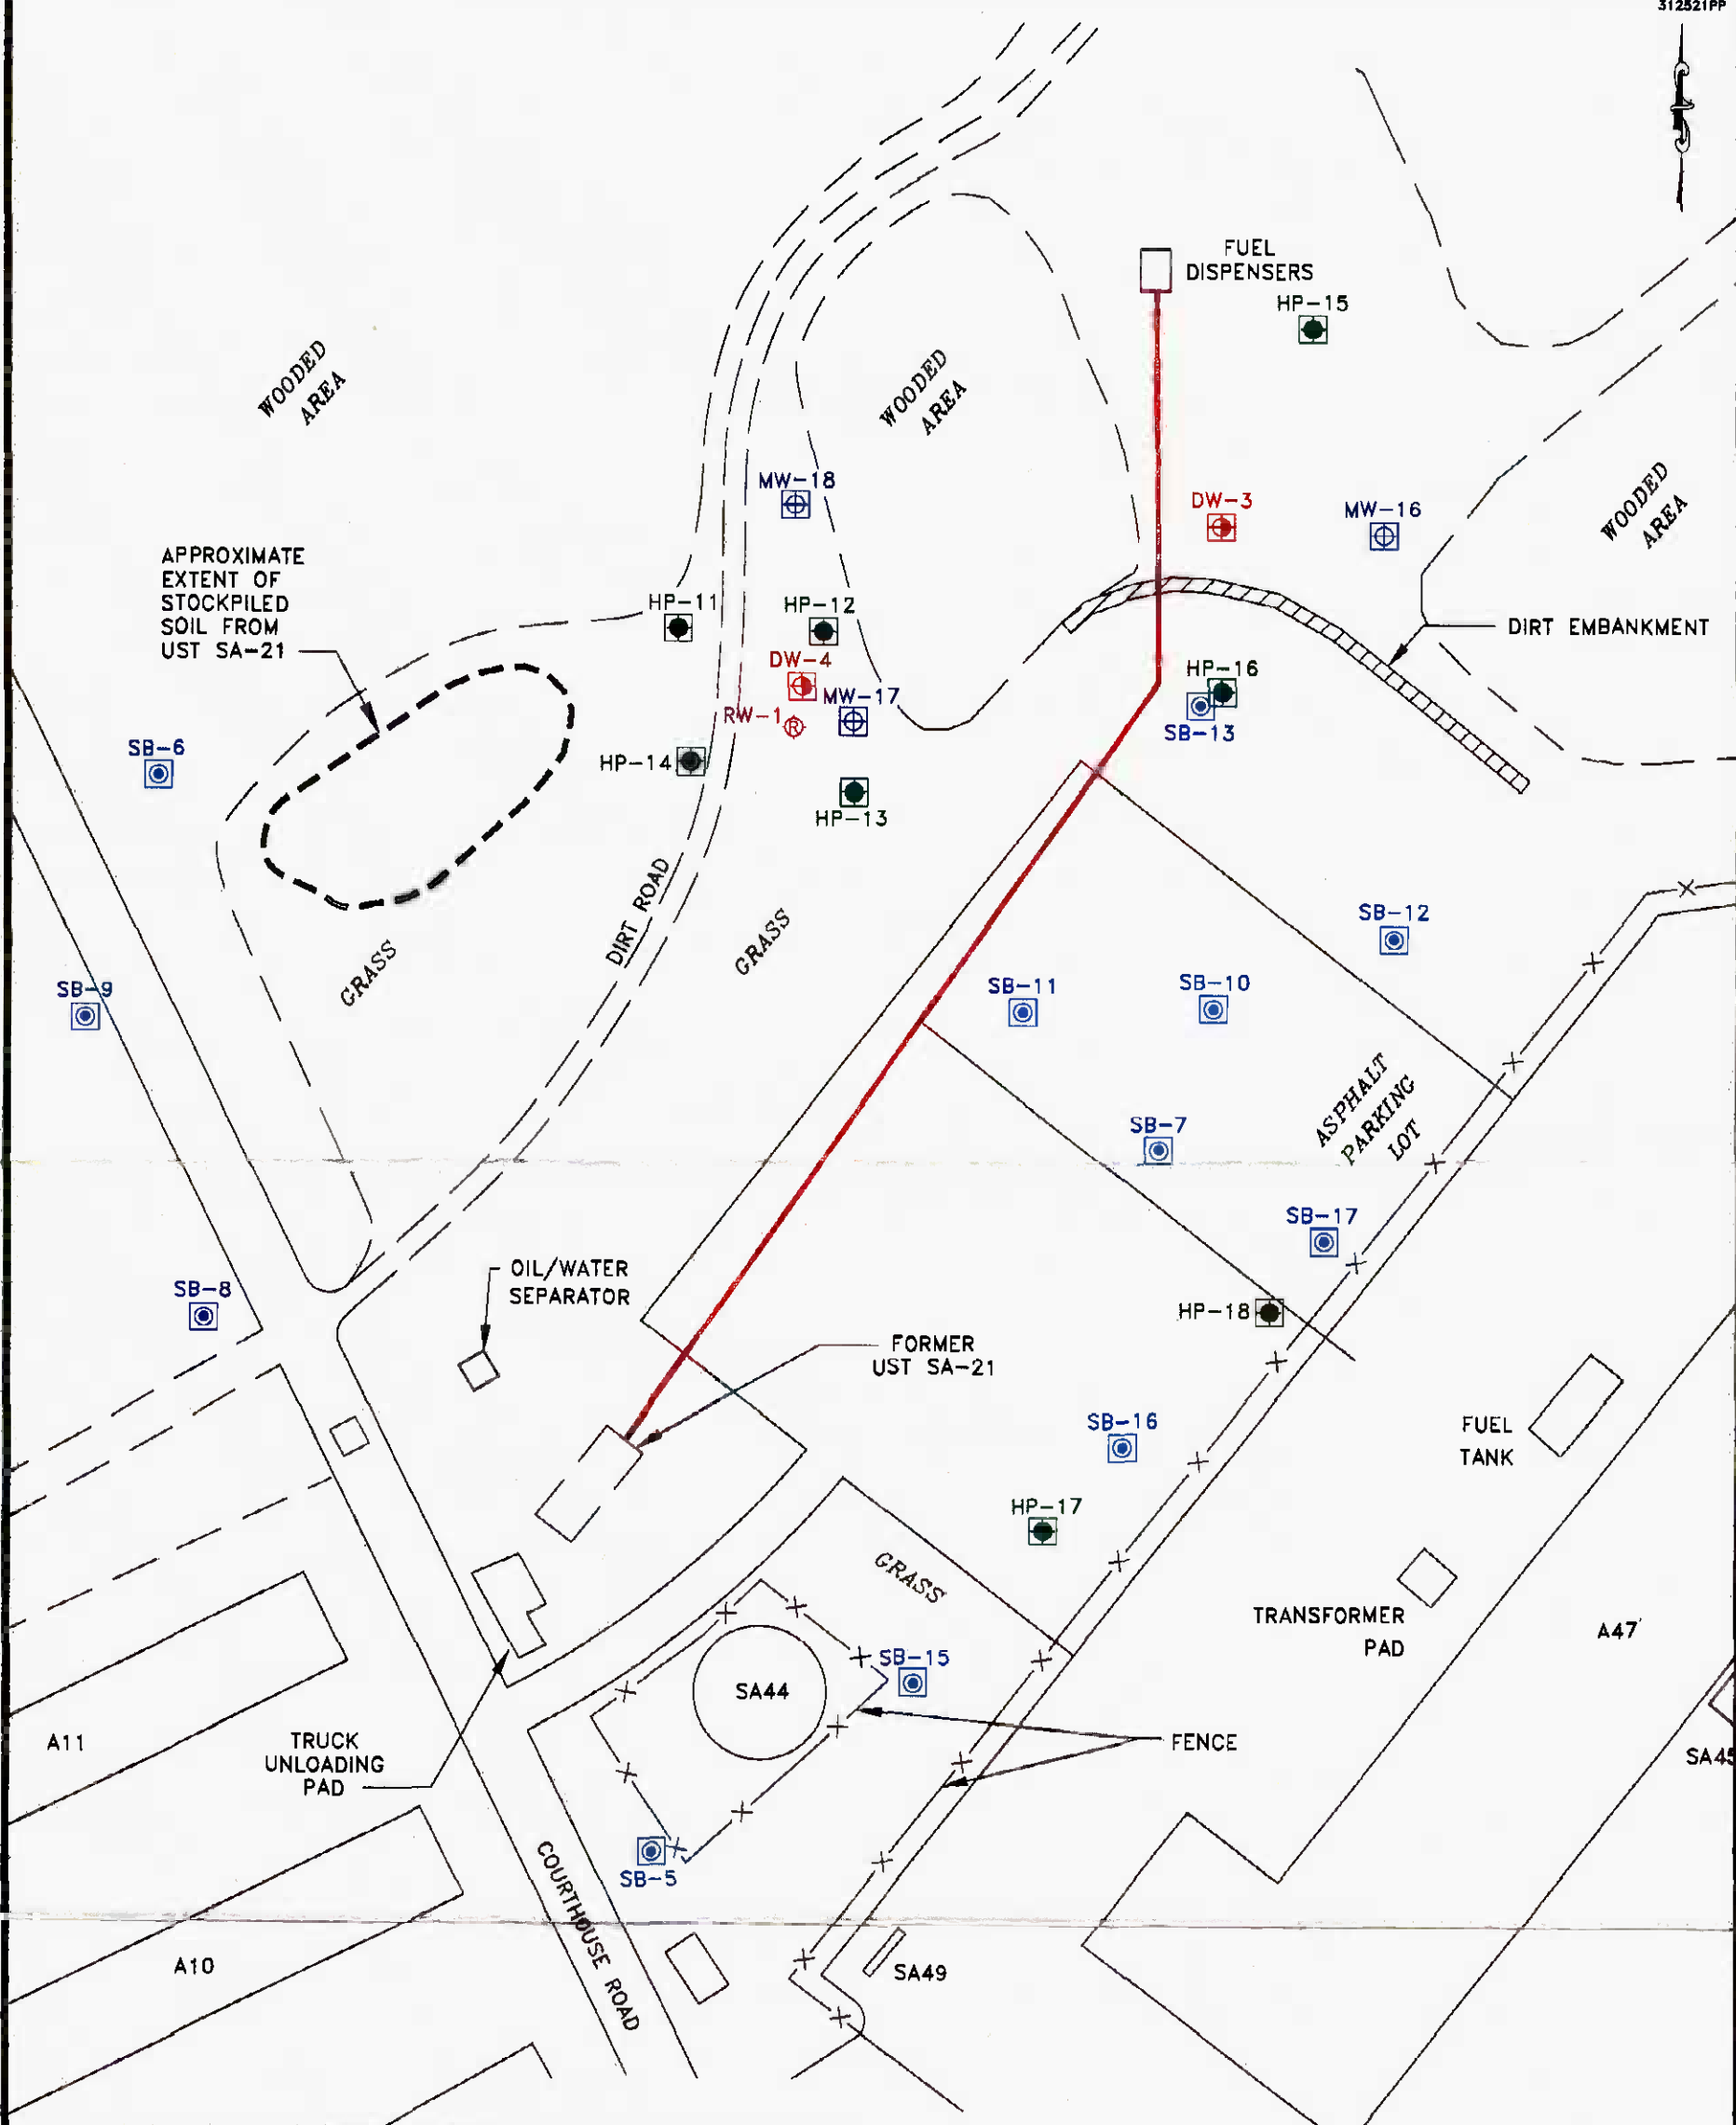 312521PP
FUEL
DISPENSERS
HP-15
WOODED
AREA
WOODED
AREA
WOODED
AREA
MW-18
DW-3
MW-16
APPROXIMATE
EXTENT OF
STOCKPILED
SOIL FROM
UST SA-21
HP-11
HP-12
DIRT EMBANKMENT
DW-4
HP-16
MW-17
RW-1
SB-13
SB-6
HP-14
HP-13
DIRT ROAD
GRASS
GRASS
SB-12
SB-9
SB-11
SB-10
ASPHALT
PARKING
LOT
SB-7
SB-17
OIL/WATER
SEPARATOR
SB-8
HP-18
FORMER
UST SA-21
SB-16
FUEL
TANK
HP-17
GRASS
TRANSFORMER
PAD
A47
SB-15
SA44
A11
TRUCK
UNLOADING
PAD
FENCE
SA45
SB-5
COURTHOUSE ROAD
A10
SA49